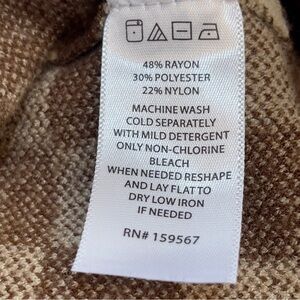 48% RAYON
30% POLYESTER
22% NYLON
MACHINE WASH
COLD SEPARATELY
WITH MILD DETERGENT
ONLY NON-CHLORINE
BLEACH
WHEN NEEDED RESHAPE
AND LAY FLAT TO
DRY LOW IRON
IF NEEDED
RN# 159567